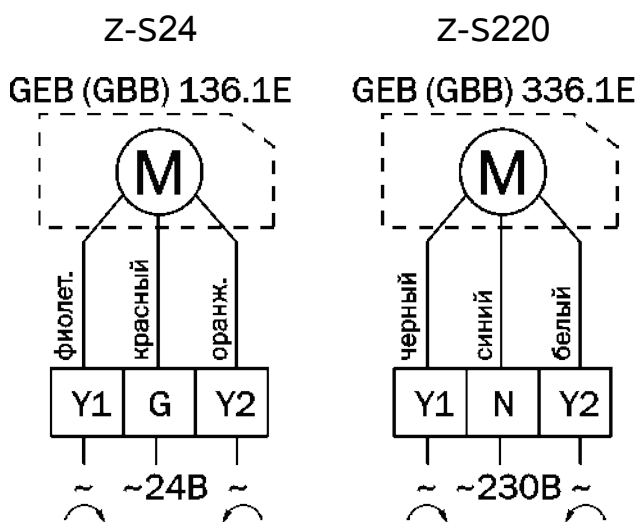 Z-S24
GEB (GBB) 136.1E
M
фиолет.
красный
оранж.
Y1 G Y2
~ ~24В ~
Z-S220
GEB (GBB) 336.1E
M
черный
синий
белый
Y1 N Y2
~ ~230В ~